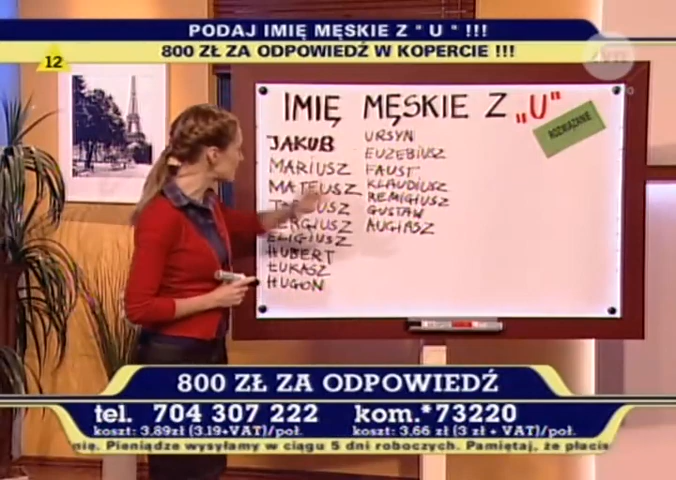 PODAJ IMIĘ MĘSKIE Z " U " !!!
800 ZŁ ZA ODPOWIEDŹ W KOPERCIE !!!
12
IMIĘ MĘSKIE Z „U"
ROZWIĄZANIE
JAKUB
MARIUSZ
MATEUSZ
ELIGIUSZ
HUBERT
ŁUKASZ
HUGON
URSYN
EUZEBIUSZ
FAUST
KLAUDIUSZ
REMIGIUSZ
GUSTAW
AUGIASZ
800 ZŁ ZA ODPOWIEDŹ
tel. 704 307 222
koszt: 3.89zł (3.19+VAT)/poł.
kom.*73220
koszt: 3.66 zł (3 zł + VAT)/poł.
Pieniądze wysyłamy w ciągu 5 dni roboczych. Pamiętaj, że płacis